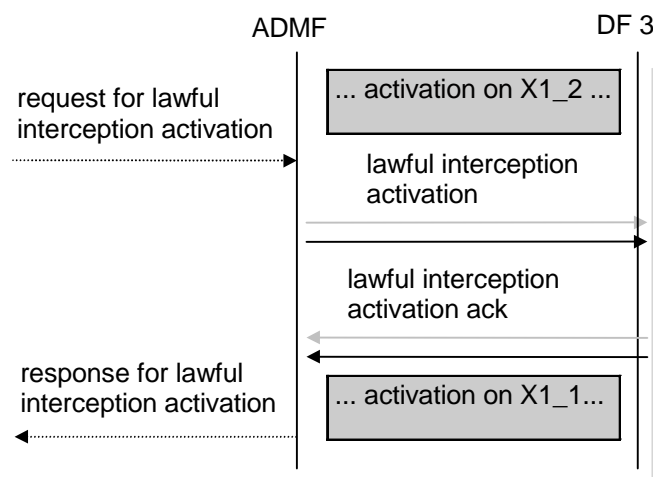 ADMF
DF 3
... activation on X1_2 ...
request for lawful
interception activation
lawful interception
activation
lawful interception
activation ack
response for lawful
interception activation
... activation on X1_1...